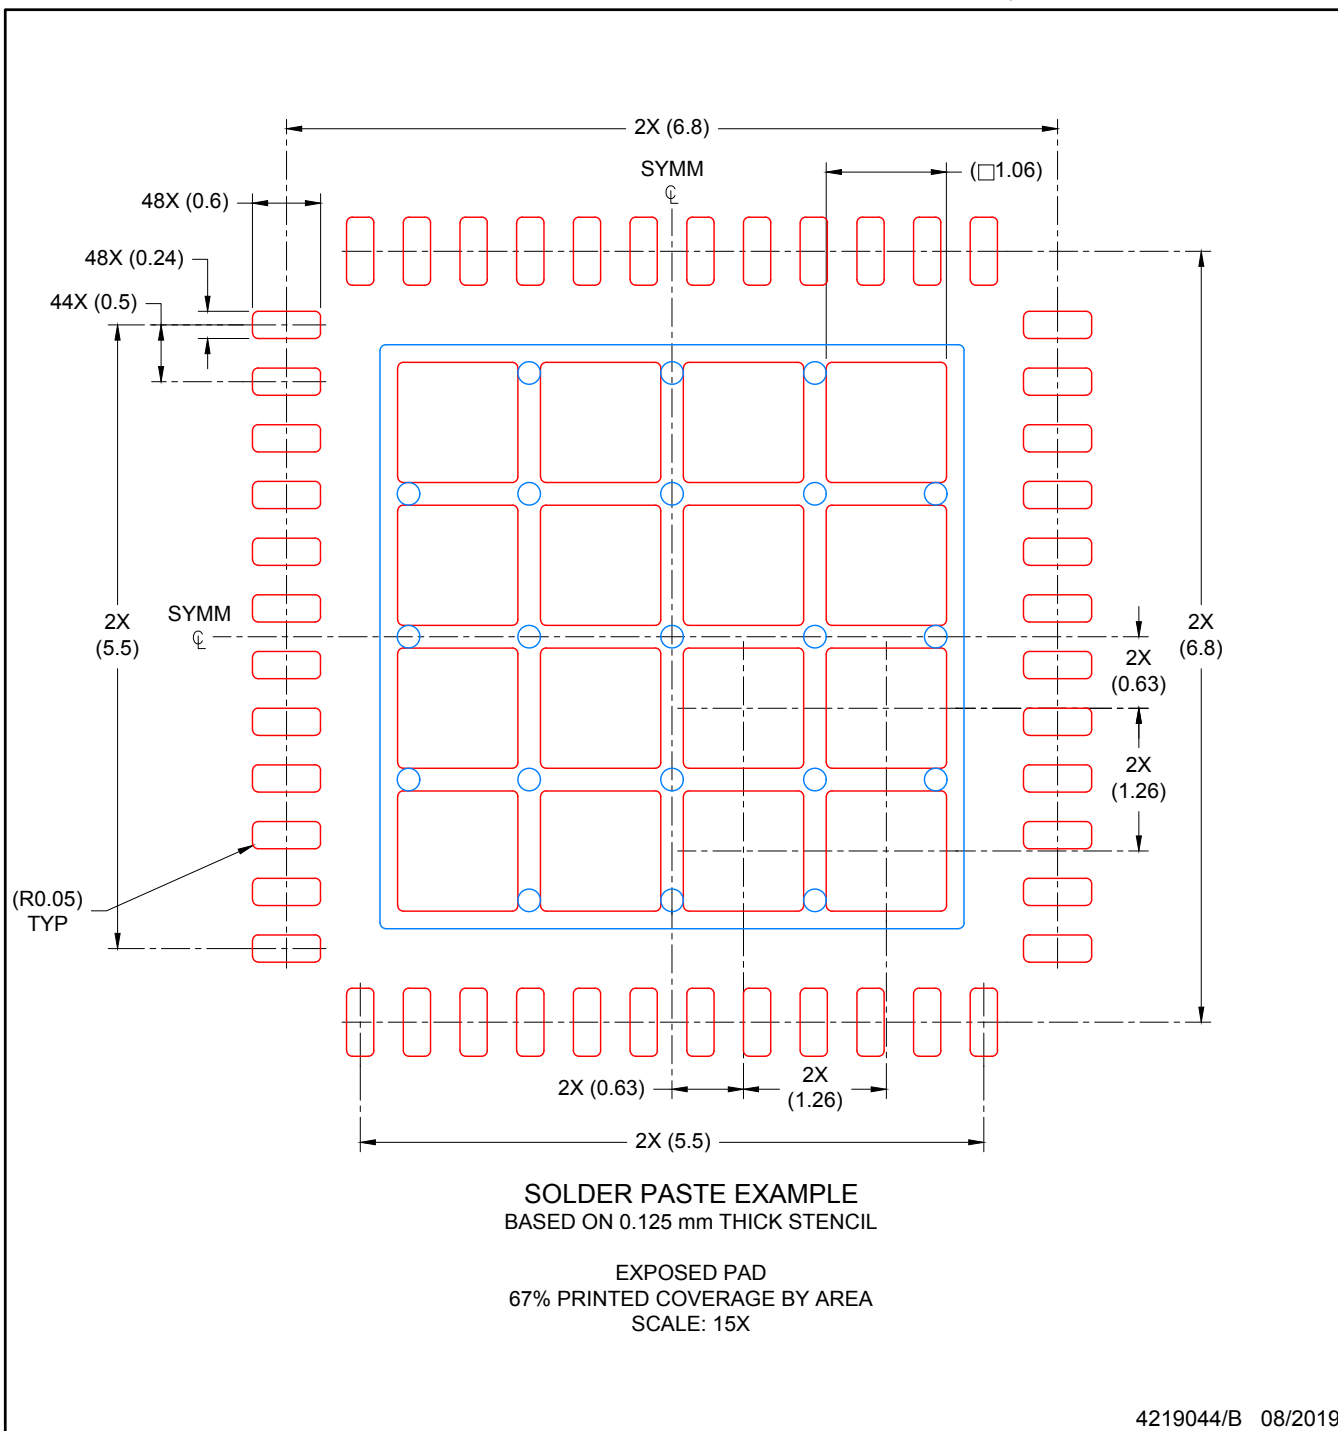 2X (6.8)
SYMM
℄
(□1.06)
48X (0.6)
48X (0.24)
44X (0.5)
2X
(5.5)
SYMM
℄
2X
(6.8)
2X
(0.63)
2X
(1.26)
(R0.05)
TYP
2X (0.63)
2X
(1.26)
2X (5.5)
SOLDER PASTE EXAMPLE
BASED ON 0.125 mm THICK STENCIL
EXPOSED PAD
67% PRINTED COVERAGE BY AREA
SCALE: 15X
4219044/B 08/2019